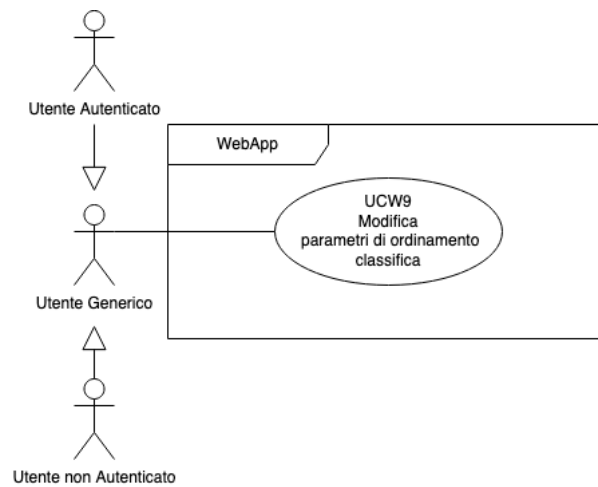 Utente Autenticato
WebApp
UCW9
Modifica
parametri di ordinamento
classifica
Utente Generico
Utente non Autenticato